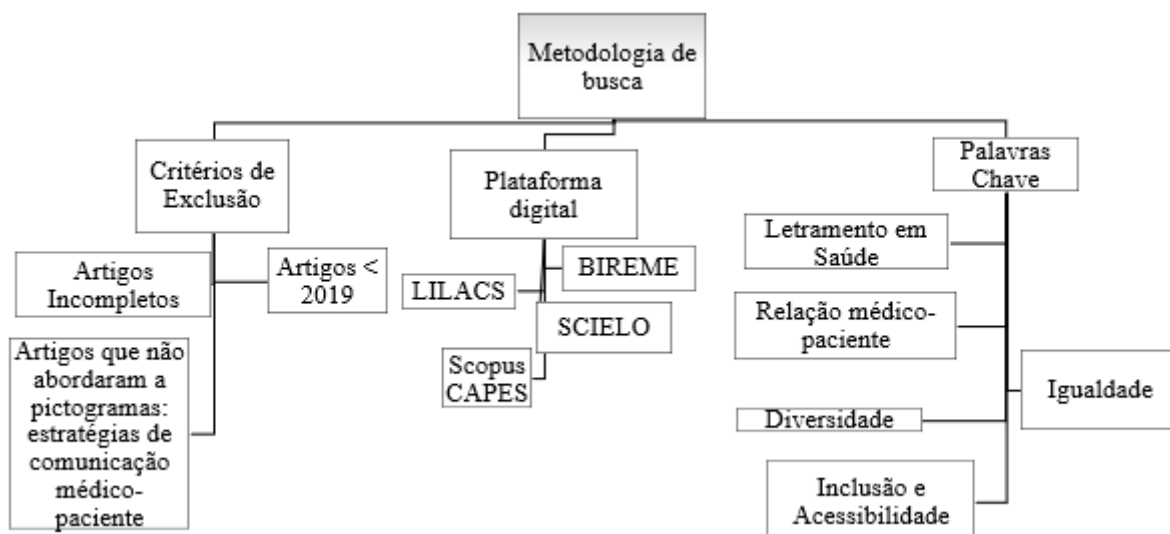 Metodologia de
busca
Critérios de
Exclusão
Artigos
Incompletos
Artigos <
2019
Artigos que não
abordaram a
pictogramas:
estratégias de
comunicação
médico-
paciente
Plataforma
digital
BIREME
LILACS
SCIELO
Scopus
CAPES
Palavras
Chave
Letramento em
Saúde
Relação médico-
paciente
Igualdade
Diversidade
Inclusão e
Acessibilidade